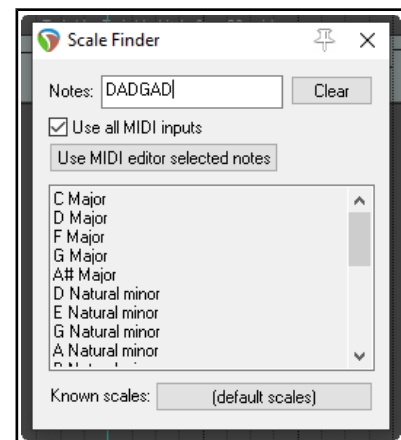 Scale Finder
Notes: DADGAD Clear
Use all MIDI inputs
Use MIDI editor selected notes
C Major
D Major
F Major
G Major
A# Major
D Natural minor
E Natural minor
G Natural minor
A Natural minor
Known scales: (default scales)